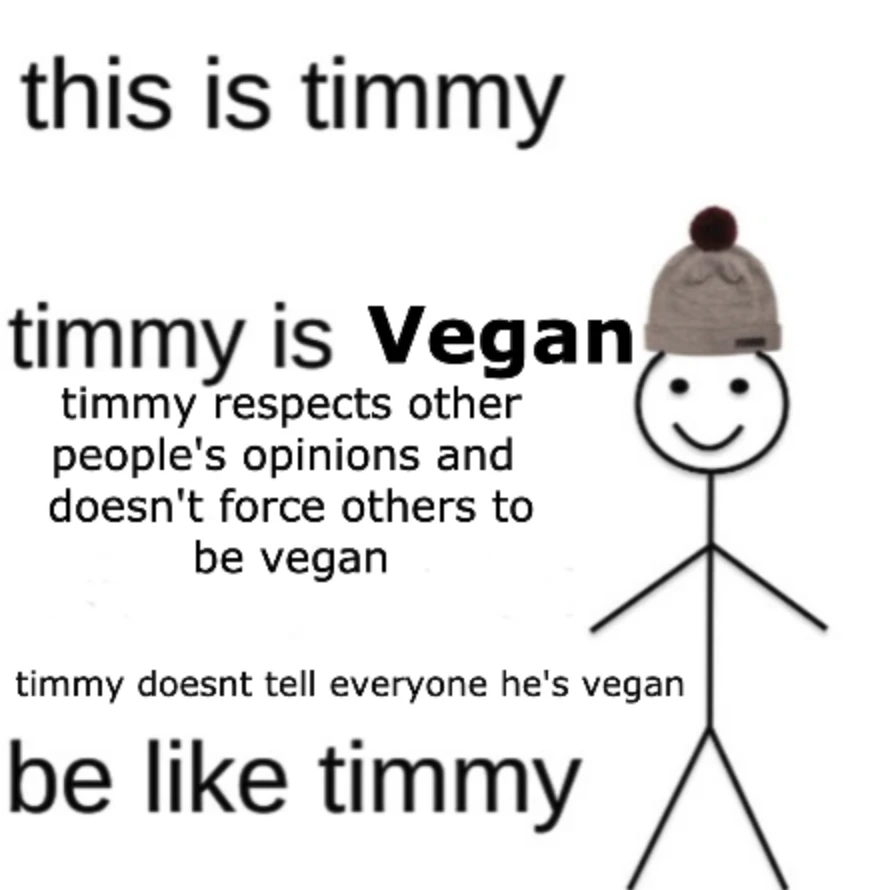 this is timmy
timmy is Vegan
timmy respects other
people's opinions and
doesn't force others to
be vegan
timmy doesnt tell everyone he's vegan
be like timmy